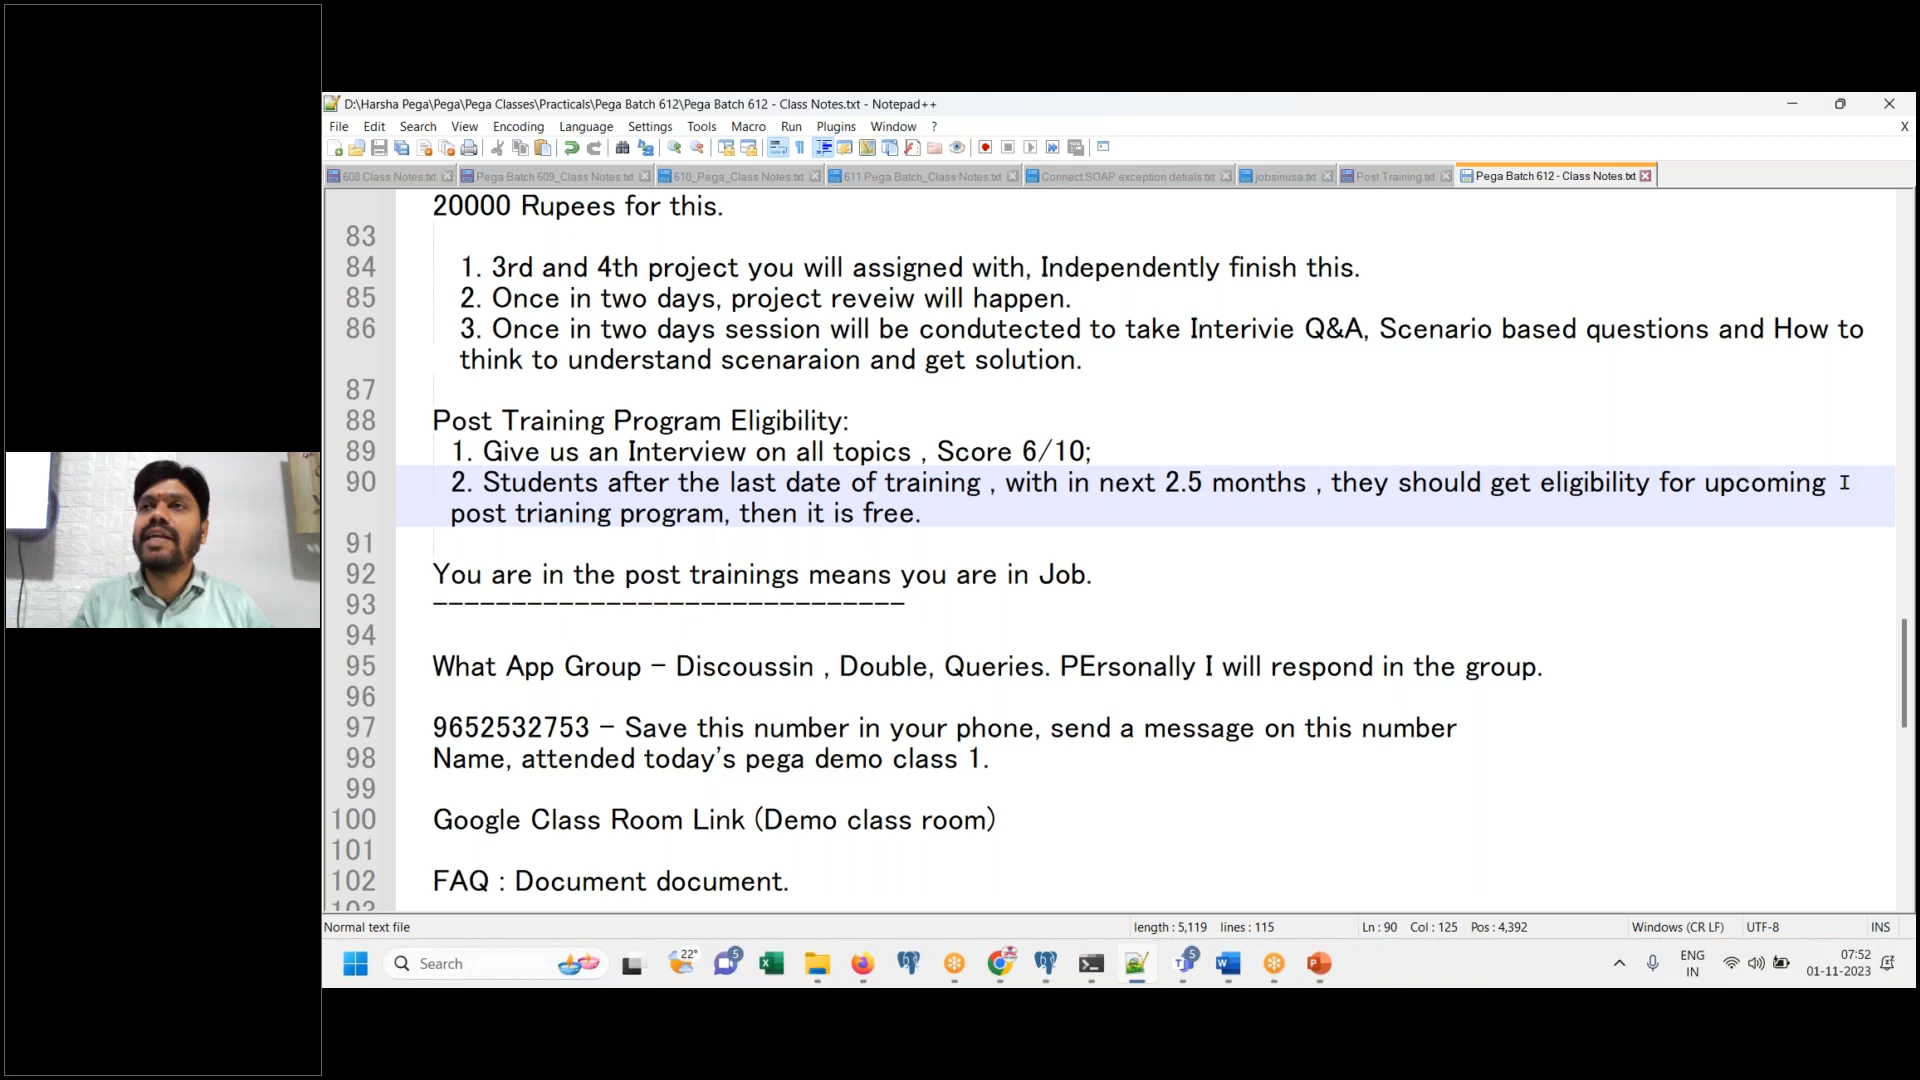 D:\Harsha Pega\Pega\Pega Classes\Practicals\Pega Batch 612\Pega Batch 612 - Class Notes.txt - Notepad++
File Edit Search View Encoding Language Settings Tools Macro Run Plugins Window ? X
608 Class Notes.txt Pega Batch 609_Class Notes.txt 610_Pega_Class Notes.txt 611 Pega Batch_Class Notes.txt Connect SOAP exception detials.txt jobsinusa.txt Post Training.txt Pega Batch 612 - Class Notes.txt
20000 Rupees for this.
83
84 1. 3rd and 4th project you will assigned with, Independently finish this.
85 2. Once in two days, project reveiw will happen.
86 3. Once in two days session will be condutected to take Interivie Q&A, Scenario based questions and How to
think to understand scenaraion and get solution.
87
88 Post Training Program Eligibility:
89 1. Give us an Interview on all topics , Score 6/10;
90 2. Students after the last date of training , with in next 2.5 months , they should get eligibility for upcoming
post trianing program, then it is free.
91
92 You are in the post trainings means you are in Job.
93 ------------------------------
94
95 What App Group - Discoussin , Double, Queries. PErsonally I will respond in the group.
96
97 9652532753 - Save this number in your phone, send a message on this number
98 Name, attended today's pega demo class 1.
99
100 Google Class Room Link (Demo class room)
101
102 FAQ : Document document.
103
Normal text file length : 5,119 lines : 115 Ln : 90 Col : 125 Pos : 4,392 Windows (CR LF) UTF-8 INS
Search 22° 5 5 ENG IN 07:52 01-11-2023